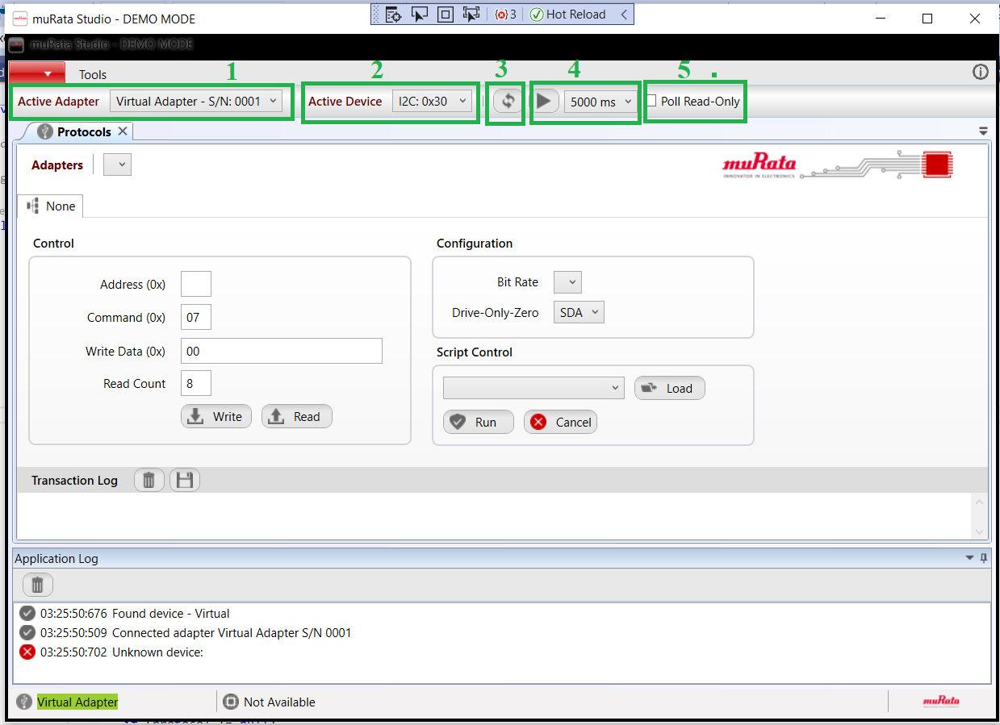 muRata Studio - DEMO MODE
3 Hot Reload
muRata Studio - DEMO MODE
Tools
1 2 3 4 5 .
Active Adapter Virtual Adapter - S/N: 0001 Active Device I2C: 0x30 5000 ms Poll Read-Only
Protocols
Adapters
muRata
INNOVATOR IN ELECTRONICS
None
Control
Address (0x)
Command (0x) 07
Write Data (0x) 00
Read Count 8
Write Read
Configuration
Bit Rate
Drive-Only-Zero SDA
Script Control
Load
Run Cancel
Transaction Log
Application Log
03:25:50:676 Found device - Virtual
03:25:50:509 Connected adapter Virtual Adapter S/N 0001
03:25:50:702 Unknown device:
Virtual Adapter Not Available muRata